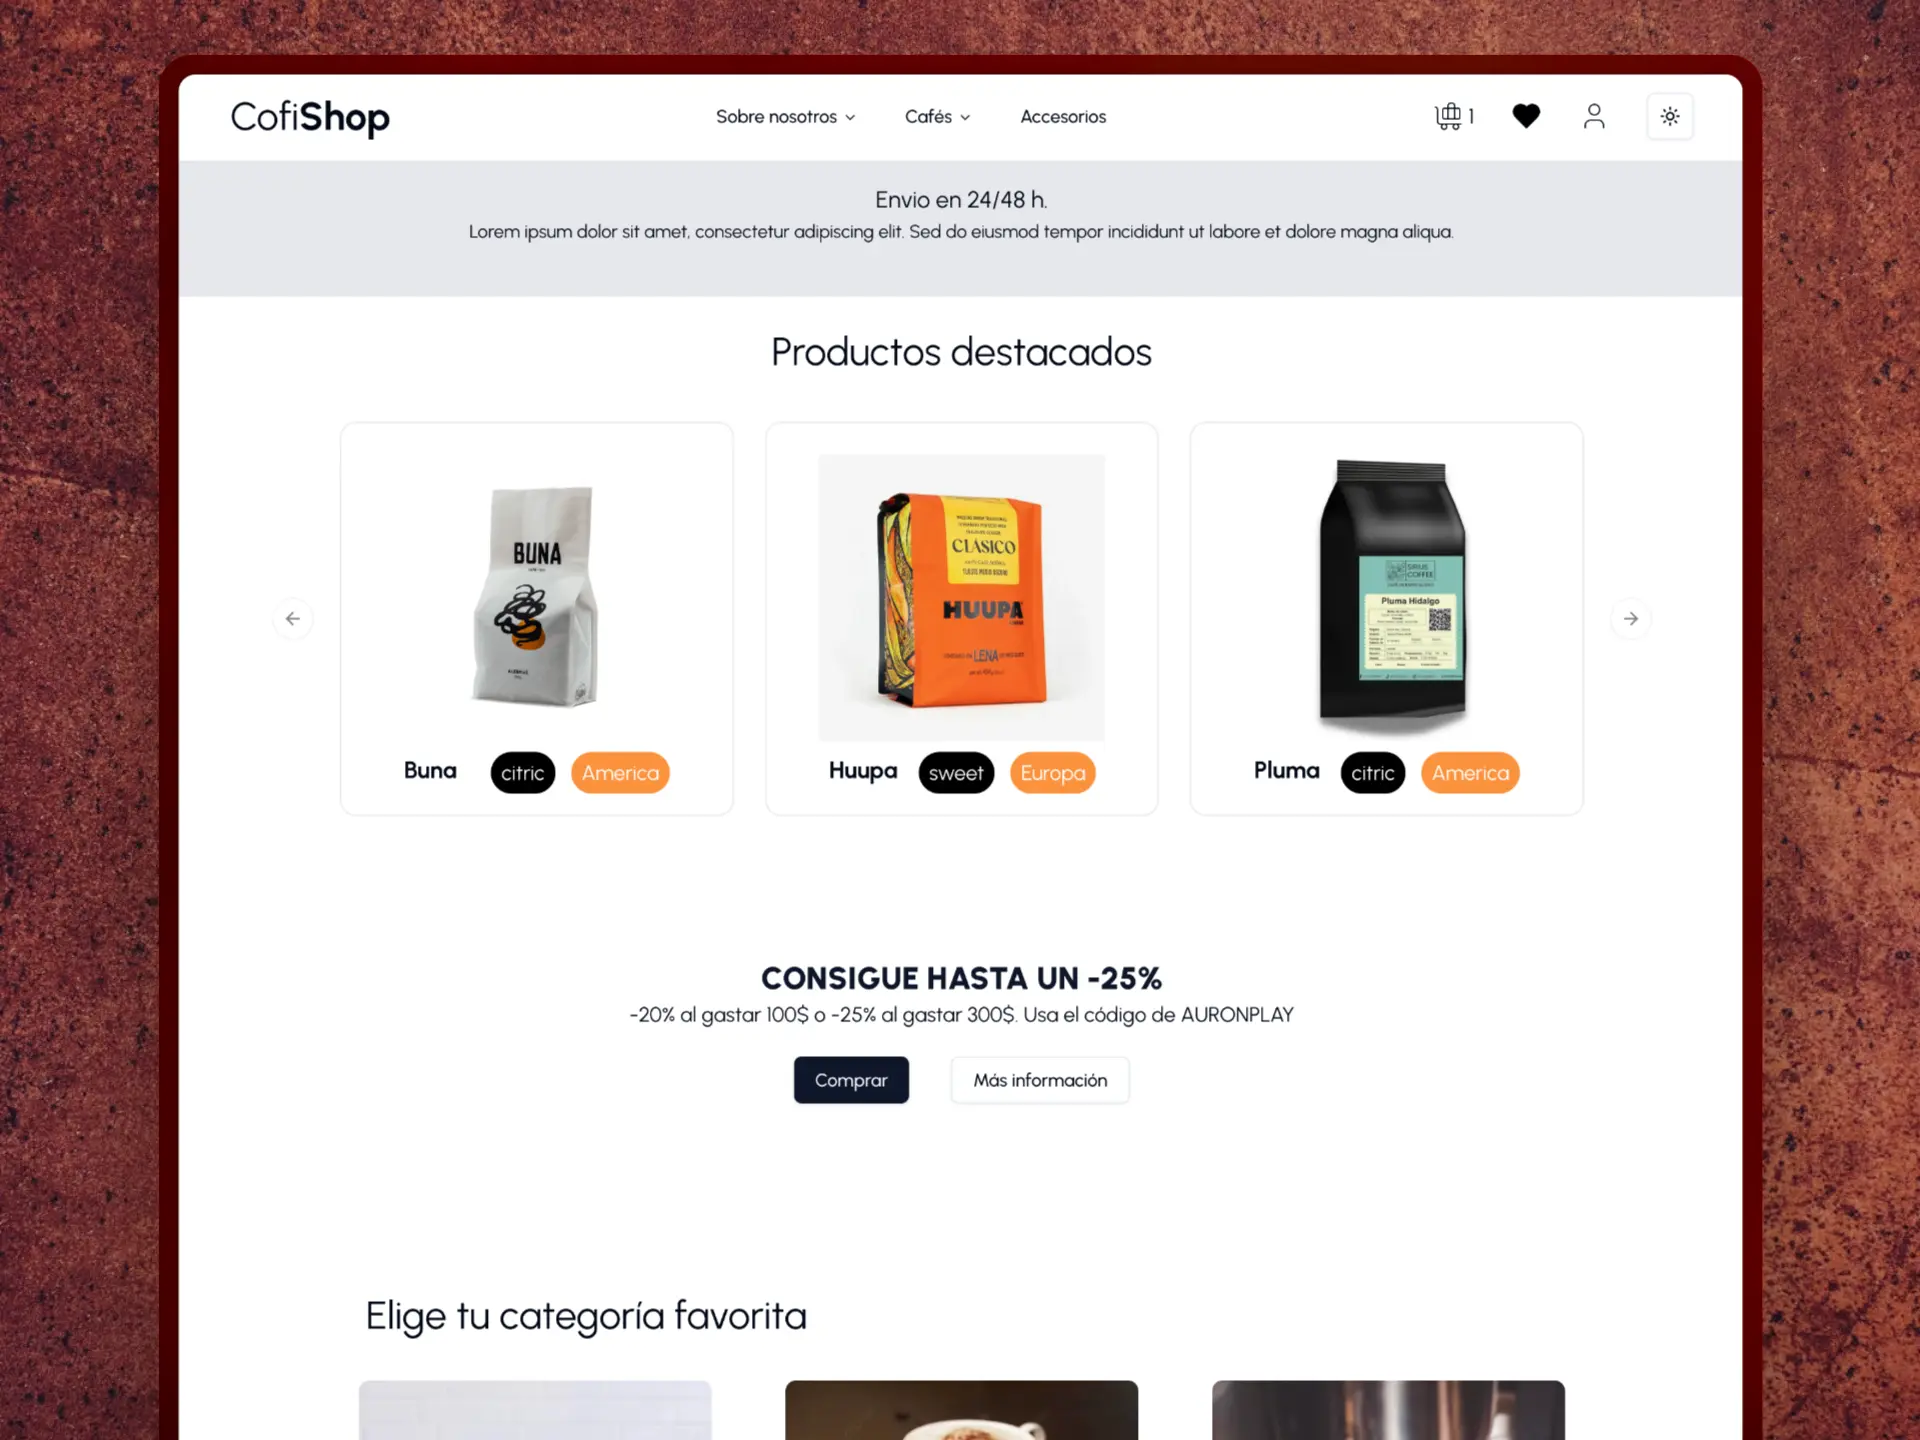 CofiShop
Sobre nosotros
Cafés
Accesorios
1
Envio en 24/48 h.
Lorem ipsum dolor sit amet, consectetur adipiscing elit. Sed do eiusmod tempor incididunt ut labore et dolore magna aliqua.
Productos destacados
BUNA
CLÁSICO
HUUPA
LENA
SIRIUS
COFFEE
Pluma Hidalgo
Buna
citric
America
Huupa
sweet
Europa
Pluma
citric
America
CONSIGUE HASTA UN -25%
-20% al gastar 100$ o -25% al gastar 300$. Usa el código de AURONPLAY
Comprar
Más información
Elige tu categoría favorita